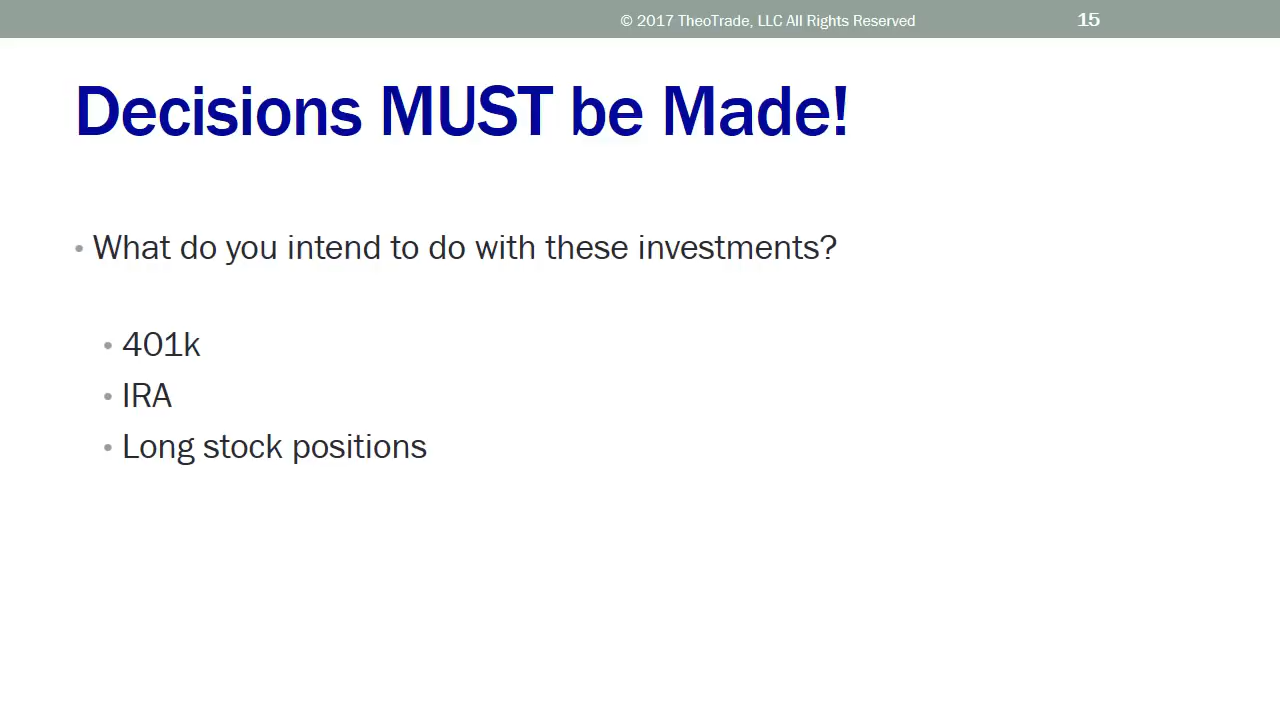 © 2017 TheoTrade, LLC All Rights Reserved 15
Decisions MUST be Made!
• What do you intend to do with these investments?
• 401k
• IRA
• Long stock positions